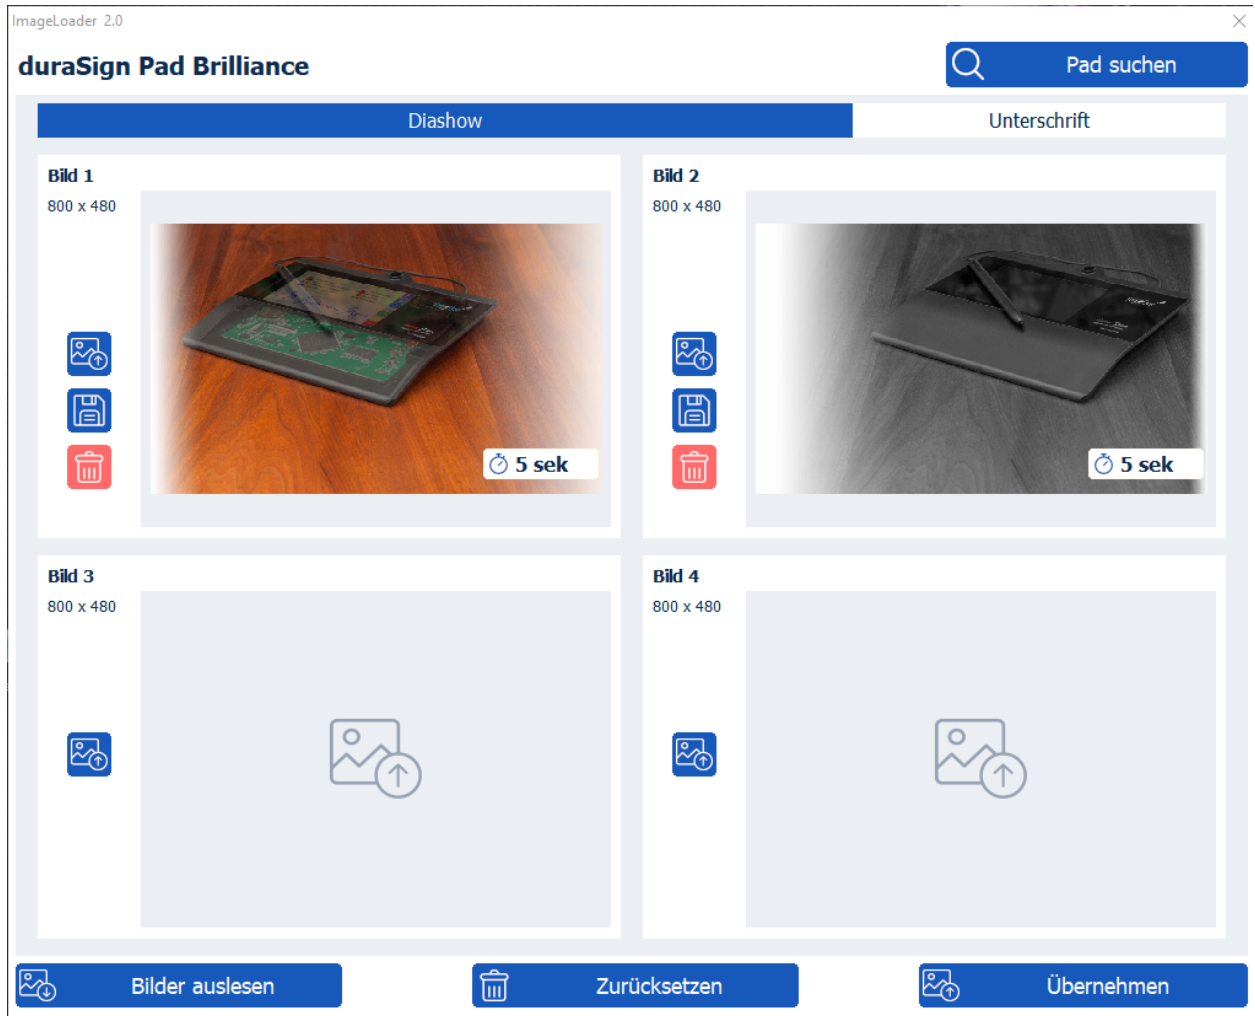 ImageLoader 2.0
duraSign Pad Brilliance
Pad suchen
Diashow
Unterschrift
Bild 1
800 x 480
5 sek
Bild 2
800 x 480
5 sek
Bild 3
800 x 480
Bild 4
800 x 480
Bilder auslesen
Zurücksetzen
Übernehmen